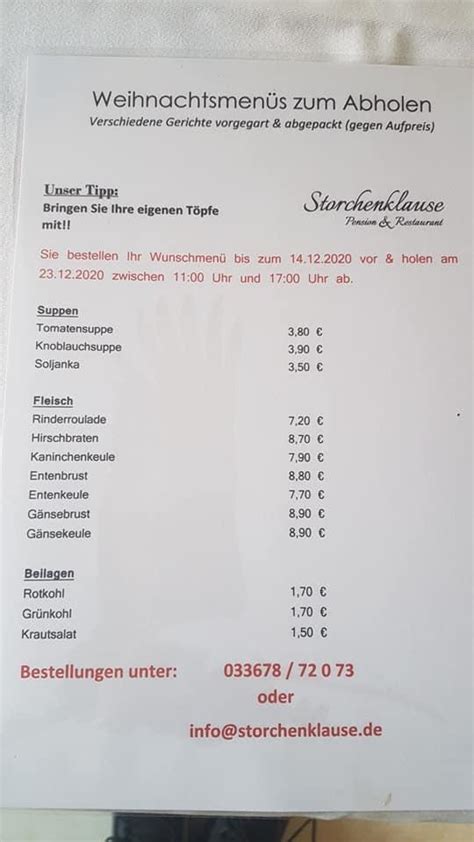 Weihnachtsmenüs zum Abholen
Verschiedene Gerichte vorgegart & abgepackt (gegen Aufpreis)
Unser Tipp:
Bringen Sie Ihre eigenen Töpfe
mit!!
Storchenklause
Pension & Restaurant
Sie bestellen Ihr Wunschmenü bis zum 14.12.2020 vor & holen am
23.12.2020 zwischen 11:00 Uhr und 17:00 Uhr ab.
Suppen
Tomatensuppe 3,80 €
Knoblauchsuppe 3,90 €
Soljanka 3,50 €
Fleisch
Rinderroulade 7,20 €
Hirschbraten 8,70 €
Kaninchenkeule 7,90 €
Entenbrust 8,80 €
Entenkeule 7,70 €
Gänsebrust 8,90 €
Gänsekeule 8,90 €
Beilagen
Rotkohl 1,70 €
Grünkohl 1,70 €
Krautsalat 1,50 €
Bestellungen unter: 033678 / 72 0 73
oder
info@storchenklause.de